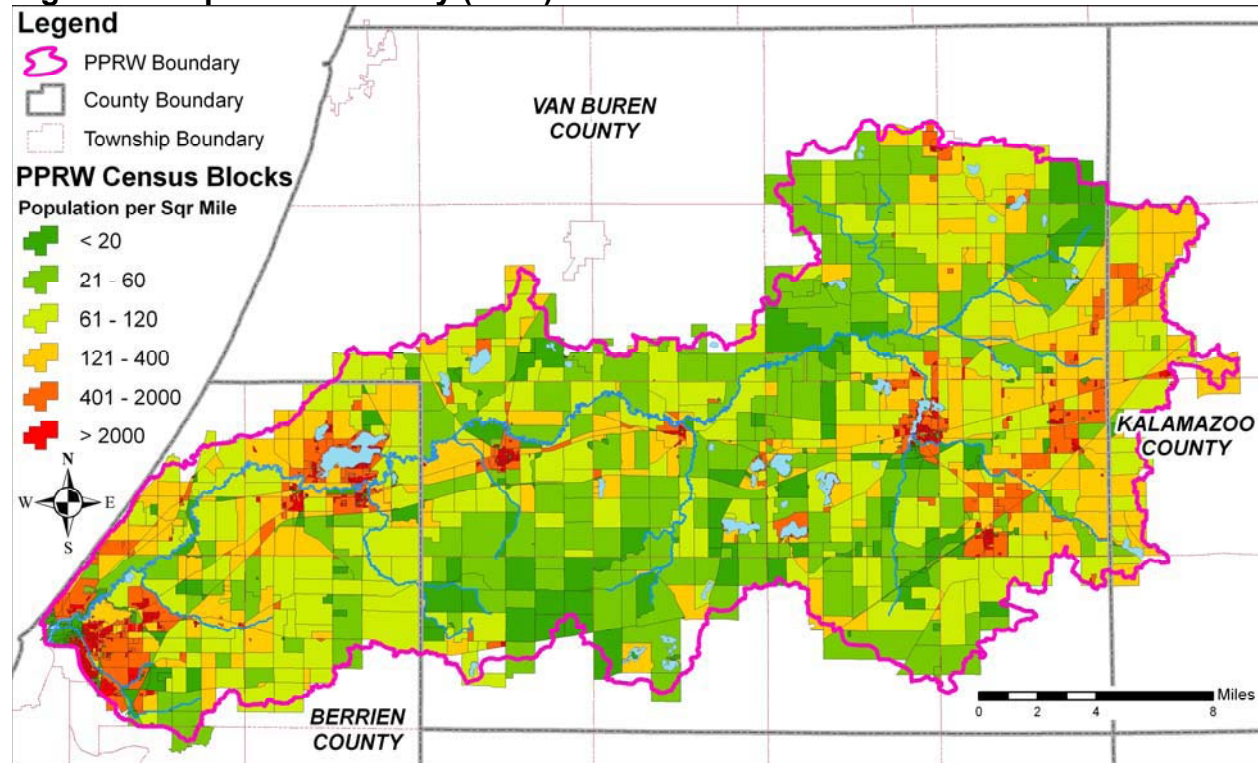 Legend
PPRW Boundary
County Boundary
Township Boundary
PPRW Census Blocks
Population per Sqr Mile
< 20
21 - 60
61 - 120
121 - 400
401 - 2000
> 2000
N
W
E
S
VAN BUREN
COUNTY
KALAMAZOO
COUNTY
BERRIEN
COUNTY
Miles
0 2 4 8